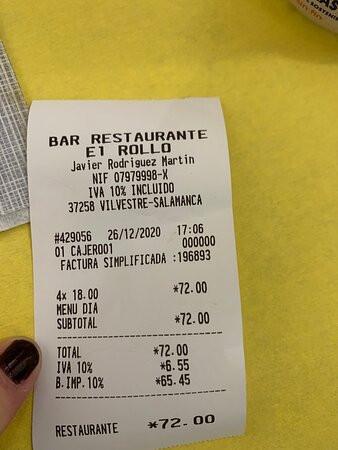 BAR RESTAURANTE
E1 ROLLO
Javier Rodriguez Martin
NIF 07979998-X
IVA 10% INCLUIDO
37258 VILVESTRE-SALAMANCA
#429056 26/12/2020 17:06
01 CAJERO01 000000
FACTURA SIMPLIFICADA :196893
4x 18.00 *72.00
MENU DIA
SUBTOTAL *72.00
TOTAL *72.00
IVA 10% *6.55
B.IMP.10% *65.45
RESTAURANTE *72.00